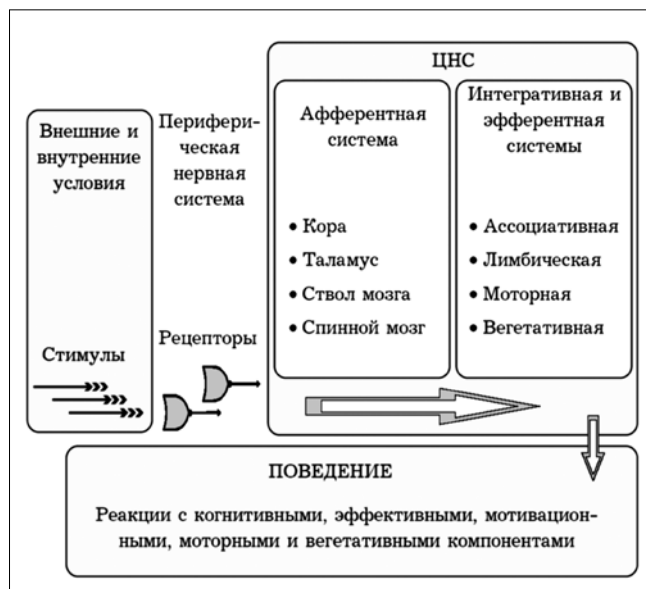 ЦНС
Внешние и
внутренние
условия
Стимулы
Перифери-
ческая
нервная
система
Рецепторы
Афферентная
система
• Кора
• Таламус
• Ствол мозга
• Спинной мозг
Интегративная и
эфферентная
системы
• Ассоциативная
• Лимбическая
• Моторная
• Вегетативная
ПОВЕДЕНИЕ
Реакции с когнитивными, эффективными, мотивацион-
ными, моторными и вегетативными компонентами